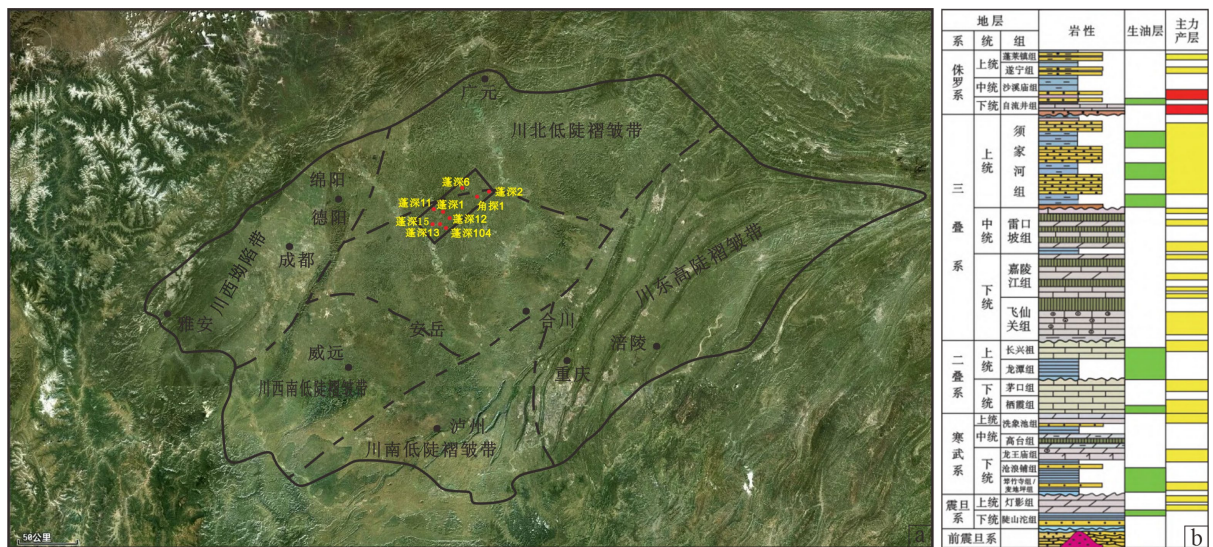 广元
川北低陡褶皱带
绵阳
德阳
成都
川西坳陷带
雅安
蓬深6
蓬深2
蓬深11
蓬深1
角探1
蓬深15
蓬深12
蓬深13
蓬深104
川东高陡褶皱带
安岳
合川
威远
涪陵
重庆
川西南低陡褶皱带
泸州
川南低陡褶皱带
50公里
a
地层
岩性
生油层
主力产层
系
统
组
侏罗系
上统
蓬莱镇组
遂宁组
中统
沙溪庙组
下统
自流井组
三叠系
上统
须家河组
中统
雷口坡组
下统
嘉陵江组
飞仙关组
二叠系
上统
长兴祖
龙潭组
下统
茅口组
栖霞组
寒武系
上统
洗象池组
中统
高台组
下统
龙王庙组
沧浪铺组
筇竹寺组/
麦地坪组
震旦系
上统
灯影组
下统
陡山沱组
前震旦系
b